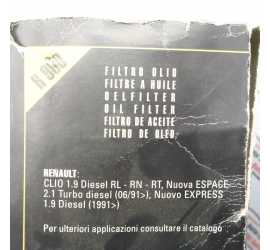 FILTRO OLIO
FILTRE A HUILE
OELFILTER
OIL FILTER
FILTRO DE ACEITE
FILTRO DE OLEO
RENAULT:
CLIO 1.9 Diesel RL - RN - RT, Nuova ESPACE
2.1 Turbo diesel (06/91>), Nuovo EXPRESS
1.9 Diesel (1991>)
Per ulteriori applicazioni consultare il catalogo